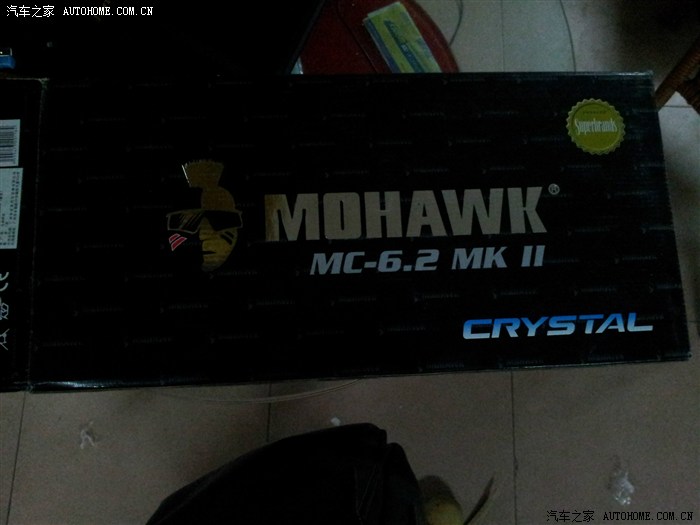 汽车之家 AUTOHOME.COM.CN
Superbrands
MOHAWK®
MC-6.2 MK II
CRYSTAL
汽车之家 AUTOHOME.COM.CN